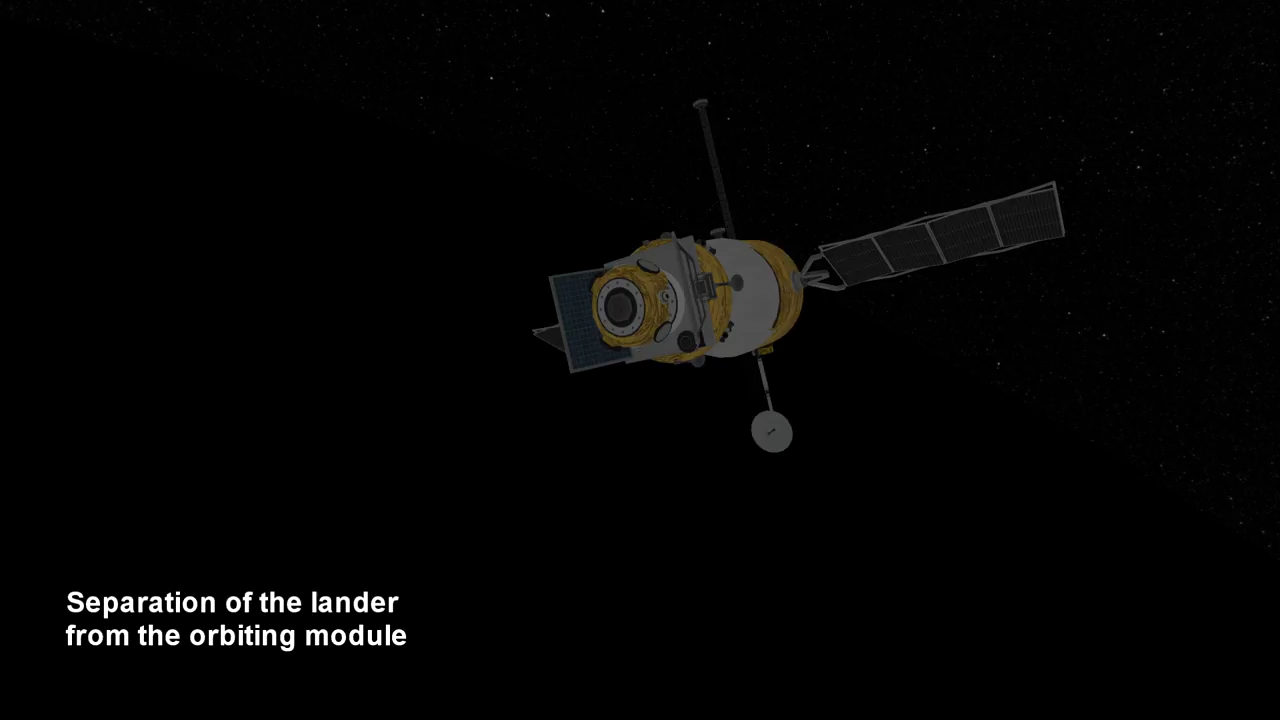 Separation of the lander
from the orbiting module